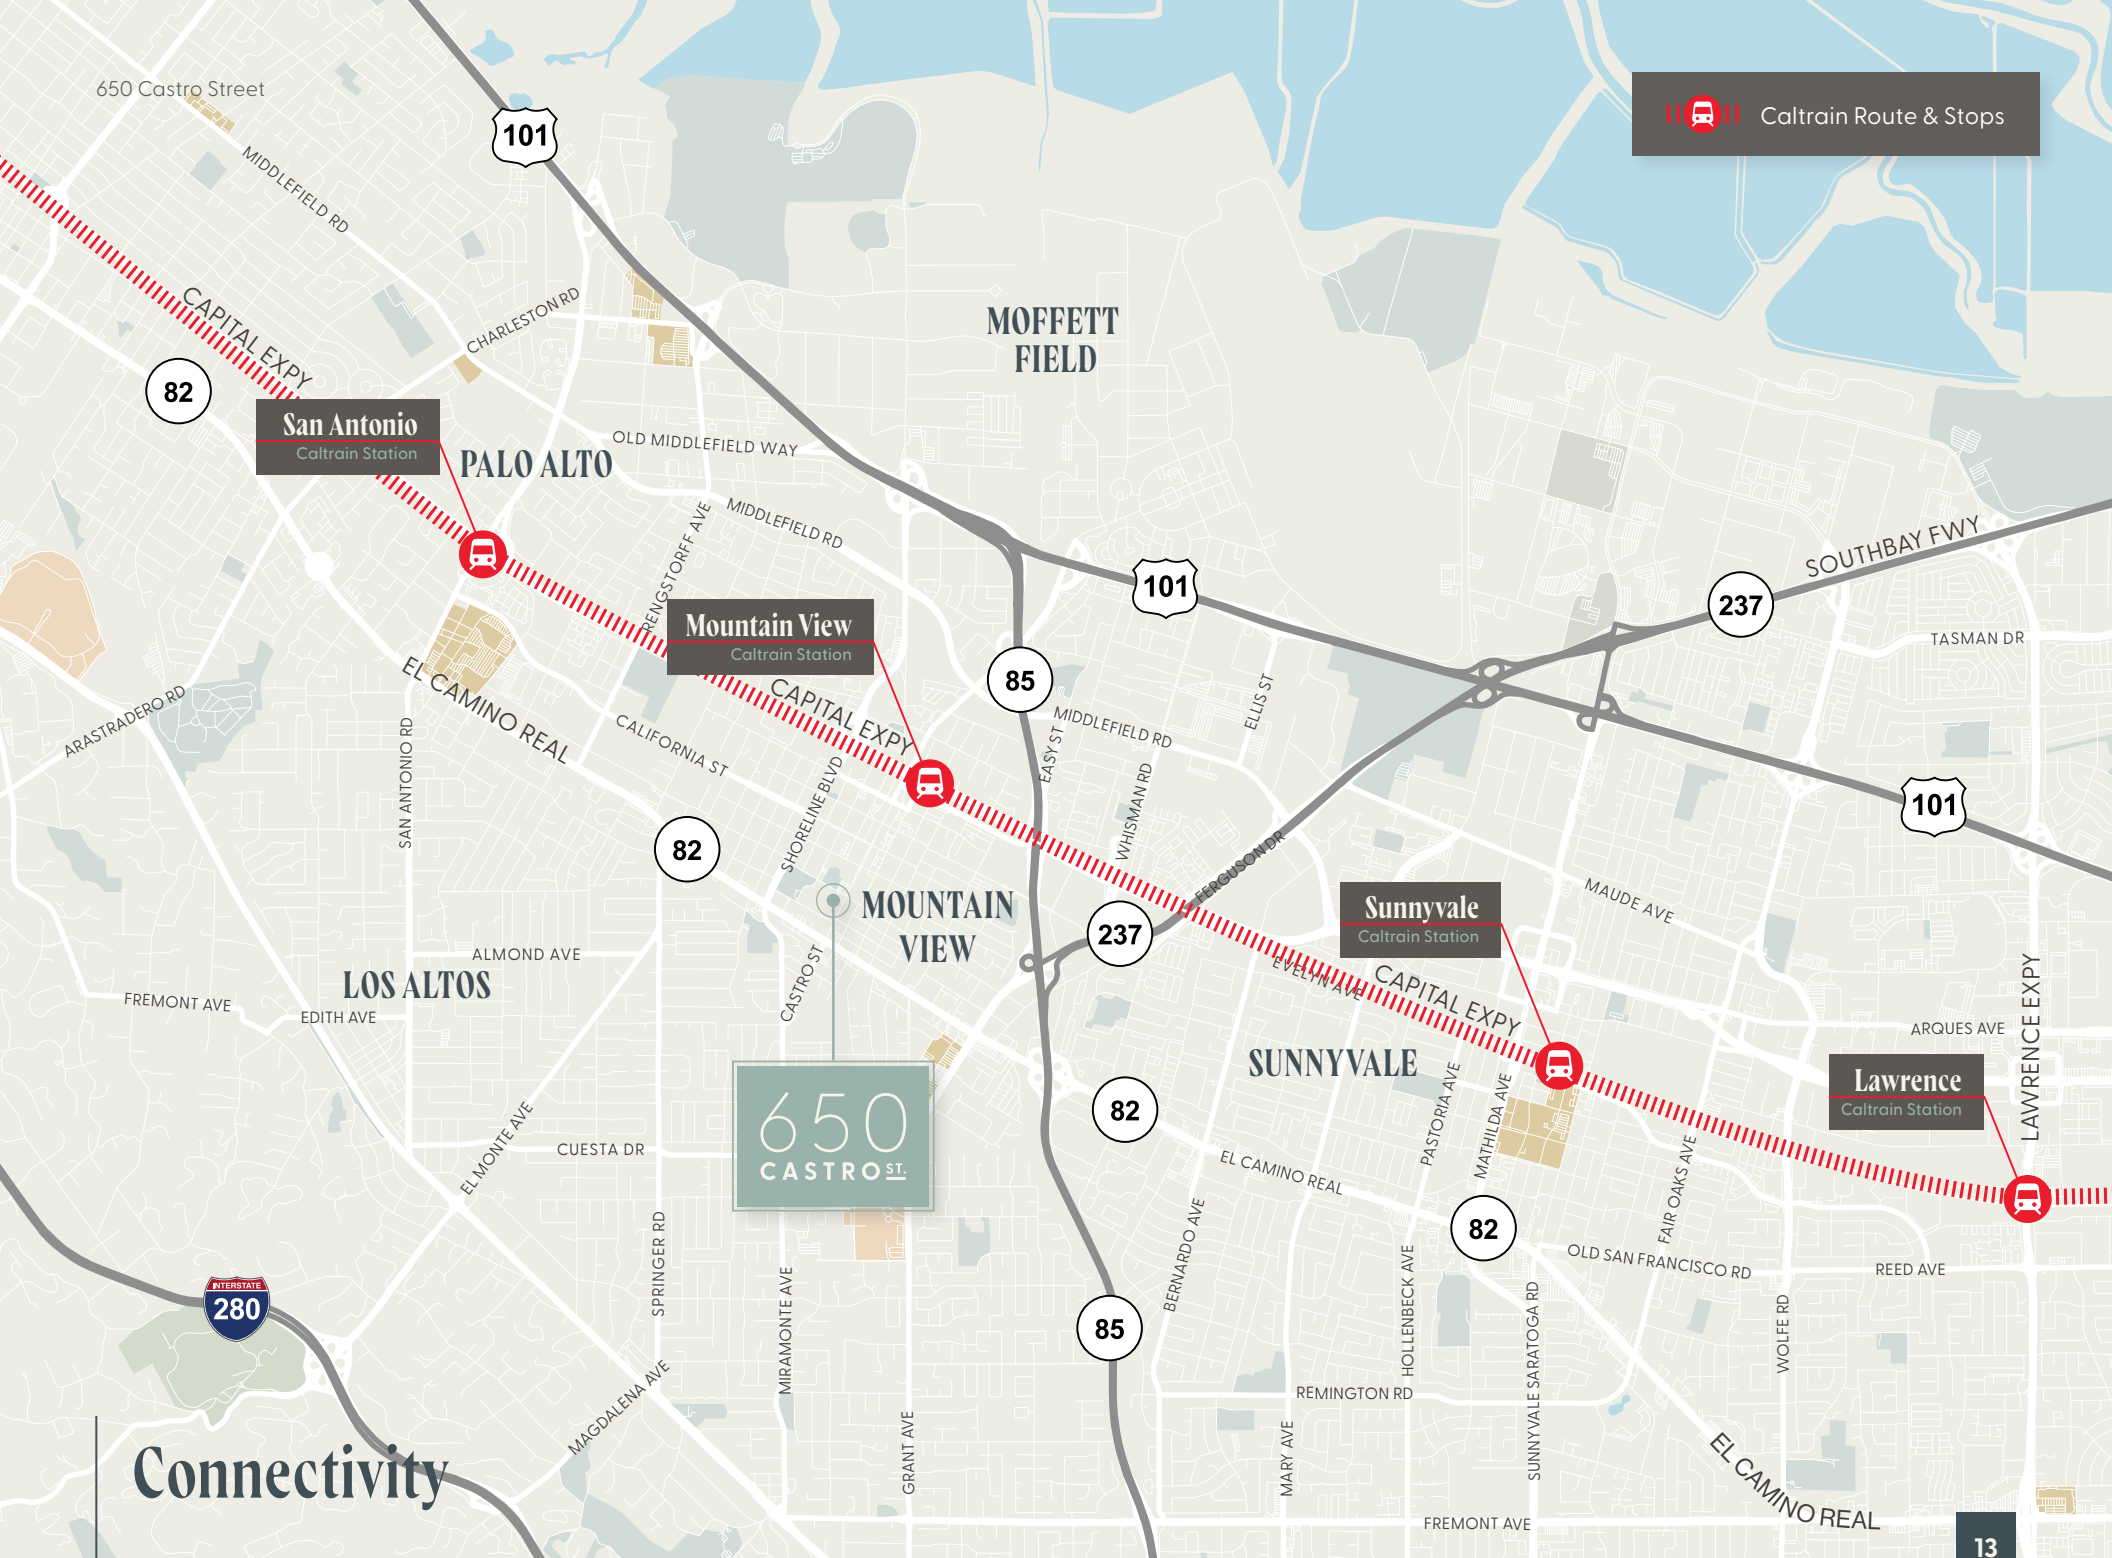 650 Castro Street
Caltrain Route & Stops
101
MIDDLEFIELD RD
CAPITAL EXPY
CHARLESTON RD
MOFFETT
FIELD
82
San Antonio
Caltrain Station
PALO ALTO
OLD MIDDLEFIELD WAY
MIDDLEFIELD RD
RENGSTORFF AVE
SOUTHBAY FWY
101
237
TASMAN DR
Mountain View
Caltrain Station
85
EL CAMINO REAL
ARASTRADERO RD
SAN ANTONIO RD
CALIFORNIA ST
CAPITAL EXPY
SHORELINE BLVD
EASY ST
MIDDLEFIELD RD
ELLIS ST
WHISMAN RD
101
82
FERGUSON DR
MOUNTAIN
VIEW
237
Sunnyvale
Caltrain Station
MAUDE AVE
EVELYN AVE
CAPITAL EXPY
ALMOND AVE
LOS ALTOS
FREMONT AVE
EDITH AVE
CASTRO ST
ARQUES AVE
LAWRENCE EXPY
SUNNYVALE
Lawrence
Caltrain Station
82
650
CASTRO ST.
PASTORIA AVE
MATHILDA AVE
EL MONTE AVE
CUESTA DR
EL CAMINO REAL
FAIR OAKS AVE
82
SPRINGER RD
MIRAMONTE AVE
BERNARDO AVE
HOLLENBECK AVE
OLD SAN FRANCISCO RD
REED AVE
INTERSTATE
280
85
SUNNYVALE SARATOGA RD
WOLFE RD
MAGDALENA AVE
REMINGTON RD
GRANT AVE
MARY AVE
EL CAMINO REAL
Connectivity
FREMONT AVE
13